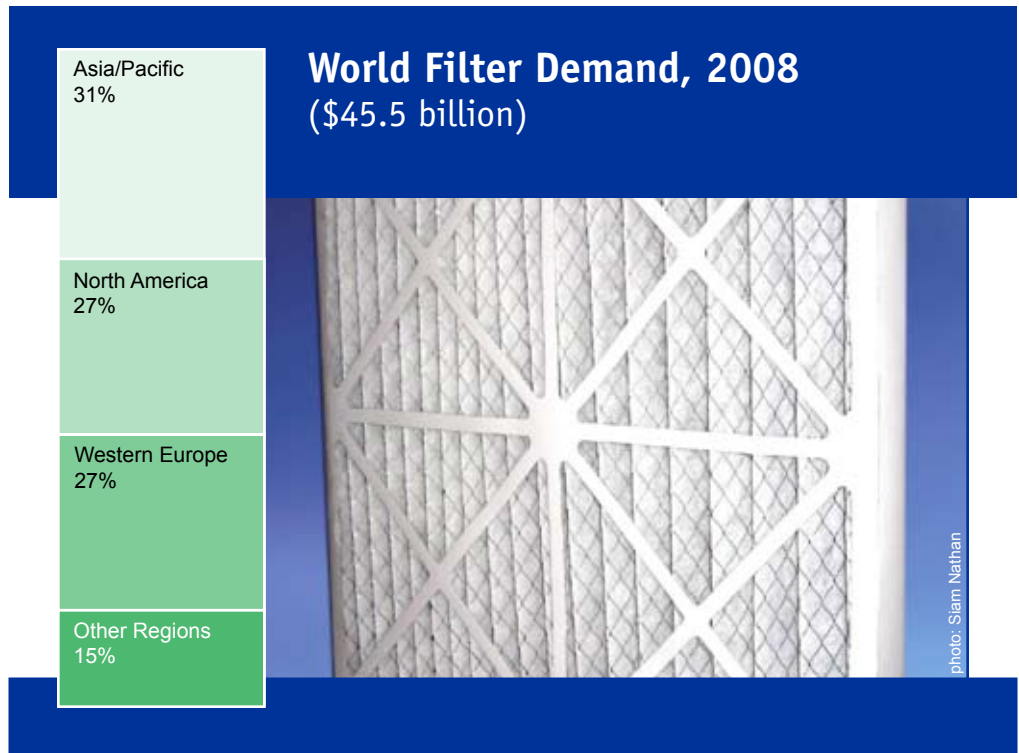 World Filter Demand, 2008
($45.5 billion)
Asia/Pacific
31%
North America
27%
Western Europe
27%
Other Regions
15%
photo: Siam Nathan